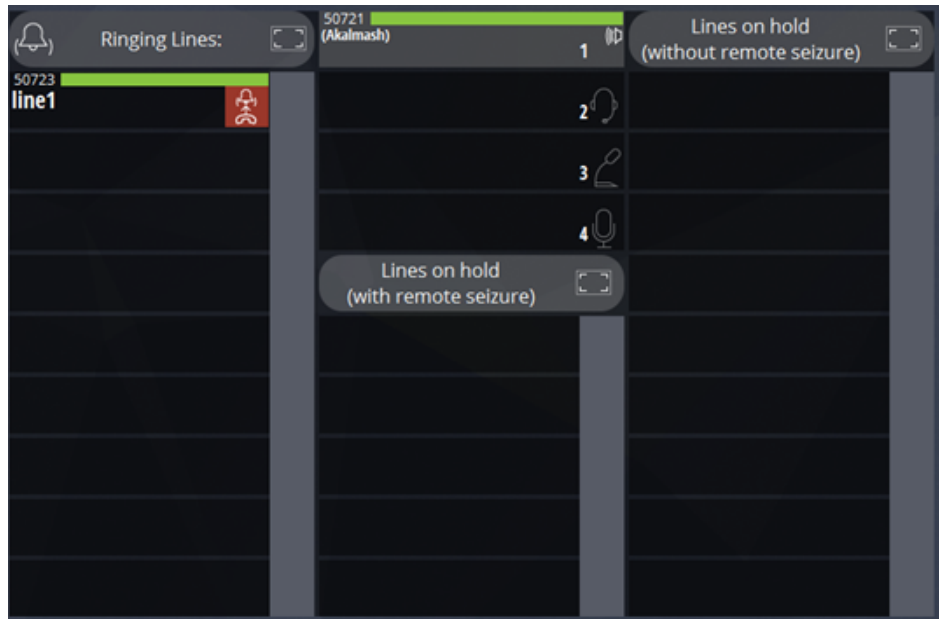 Ringing Lines:
50723
line1
50721
(Akalmash)
1
2
3
4
Lines on hold
(with remote seizure)
Lines on hold
(without remote seizure)